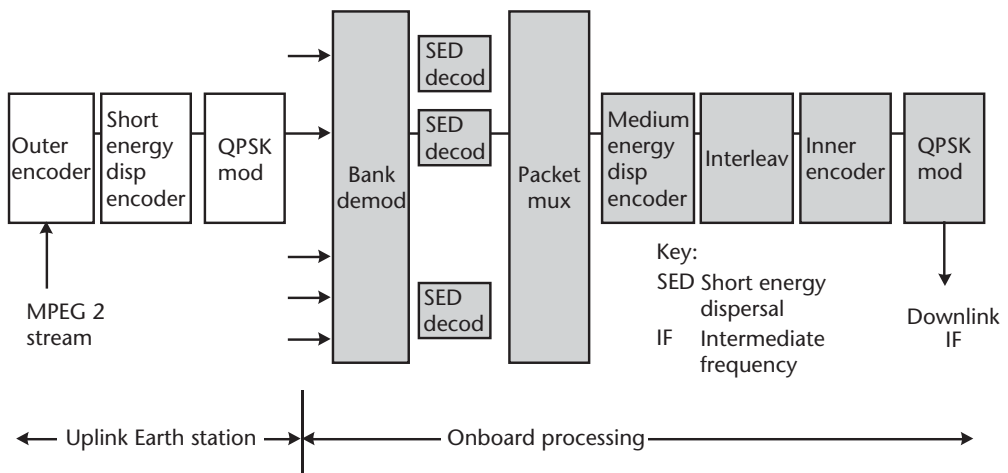 Outer
encoder
Short
energy
disp
encoder
QPSK
mod
Bank
demod
SED
decod
SED
decod
SED
decod
Packet
mux
Medium
energy
disp
encoder
Interleav
Inner
encoder
QPSK
mod
MPEG 2
stream
Key:
SED Short energy
dispersal
IF Intermediate
frequency
Downlink
IF
Uplink Earth station
Onboard processing